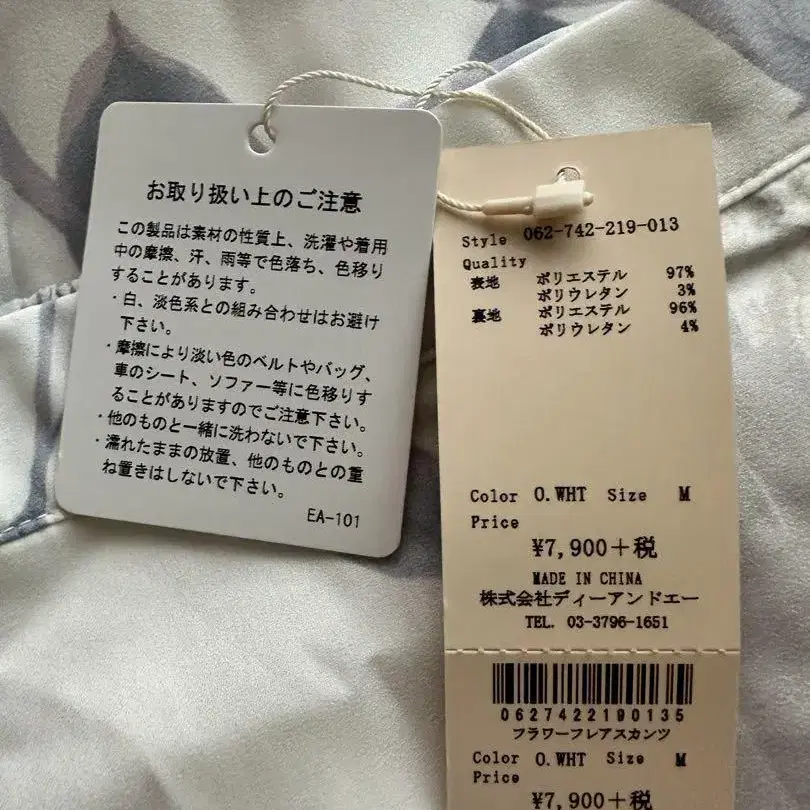 お取り扱い上のご注意
この製品は素材の性質上、洗濯や着用
中の摩擦、汗、雨等で色落ち、色移り
することがあります。
・白、淡色系との組み合わせはお避け
下さい。
・摩擦により淡い色のベルトやバッグ、
車のシート、ソファー等に色移りす
ることがありますのでご注意下さい。
・他のものと一緒に洗わないで下さい。
・濡れたままの放置、他のものとの重
ね置きはしないで下さい。
EA-101
Style 062-742-219-013
Quality
表地 ポリエステル 97%
ポリウレタン 3%
裏地 ポリエステル 96%
ポリウレタン 4%
Color O.WHT Size M
Price
¥7,900+税
MADE IN CHINA
株式会社ディーアンドエー
TEL. 03-3796-1651
0627422190135
フラワーフレアスカンツ
Color O.WHT Size M
Price
¥7,900+税